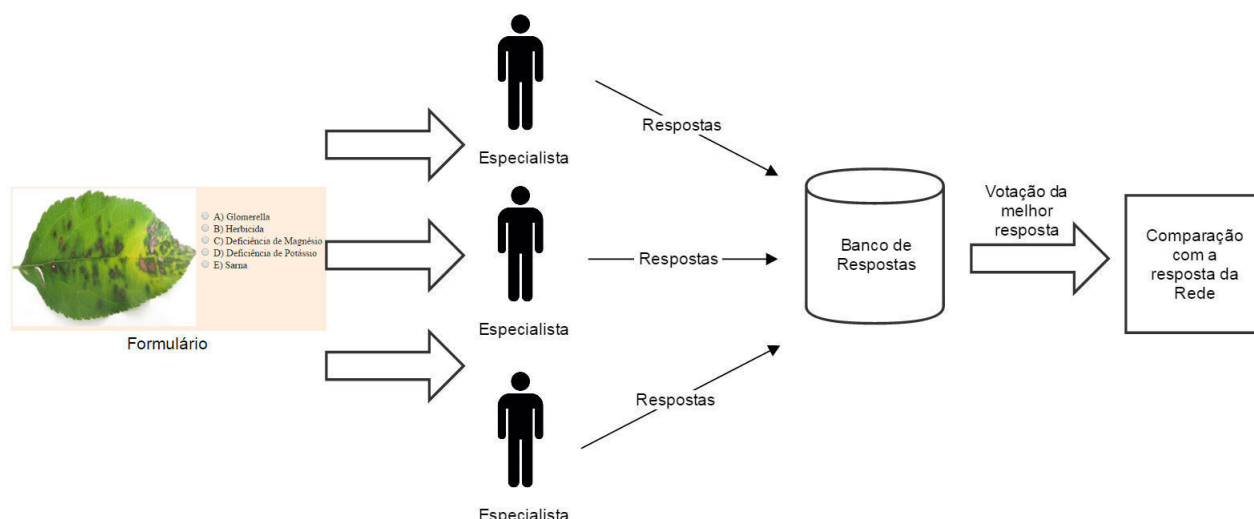 A) Glomerella
B) Herbicida
C) Deficiência de Magnésio
D) Deficiência de Potássio
E) Sarna
Formulário
Especialista
Especialista
Especialista
Respostas
Respostas
Respostas
Banco de
Respostas
Votação da
melhor
resposta
Comparação
com a
resposta da
Rede